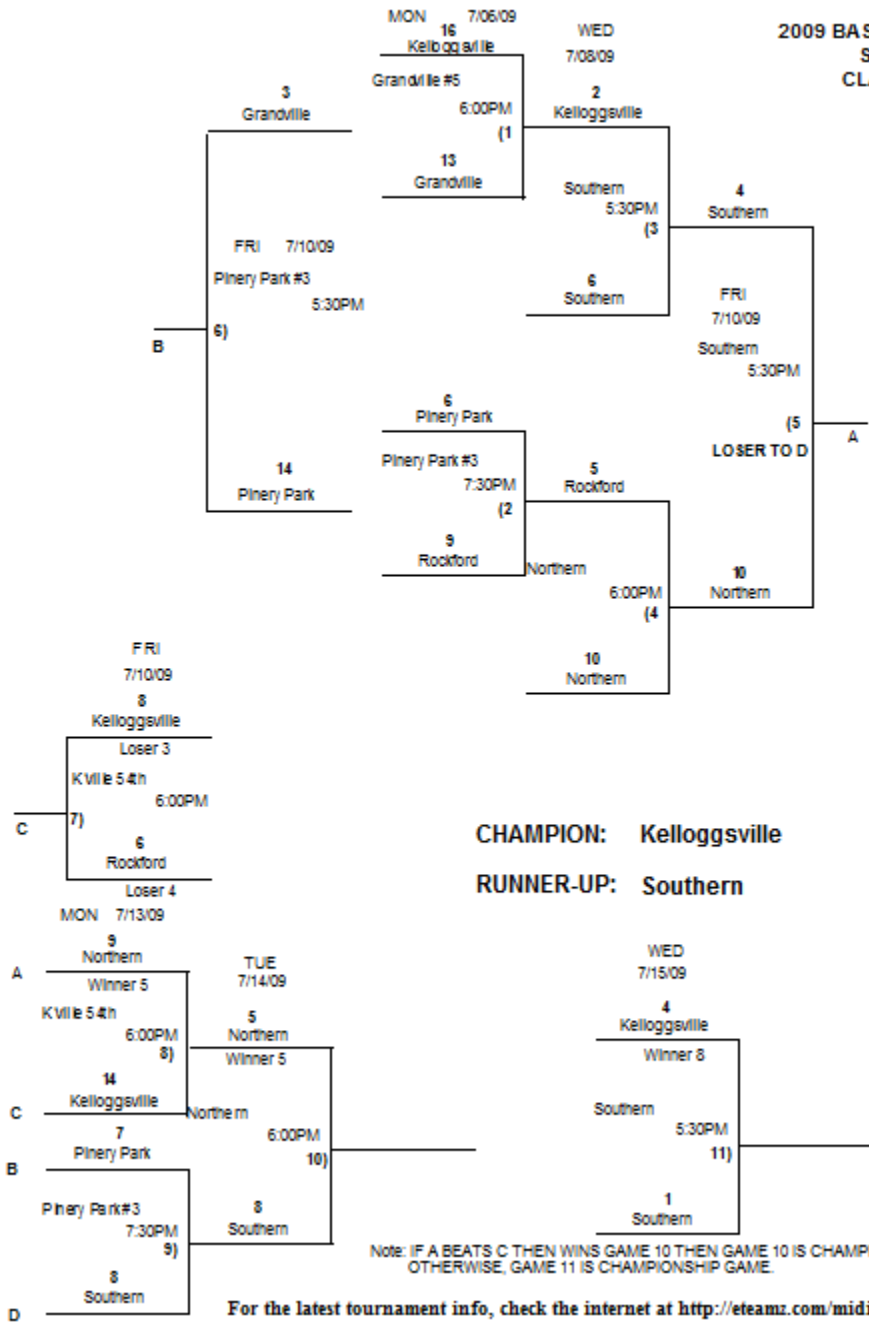 MON 7/06/09
2009 BAS
S
CLA
16
Kelloggsville
WED
7/08/09
Grandville #5
6:00PM
(1
3
Grandville
2
Kelloggsville
13
Grandville
Southern
5:30PM
(3
4
Southern
FRI 7/10/09
Pinery Park #3
5:30PM
6)
B
6
Southern
FRI
7/10/09
Southern
5:30PM
(5
A
LOSER TO D
6
Pinery Park
Pinery Park #3
7:30PM
(2
14
Pinery Park
5
Rockford
9
Rockford
Northern
6:00PM
(4
10
Northern
10
Northern
FRI
7/10/09
8
Kelloggsville
Loser 3
K'ville 54th
6:00PM
7)
C
6
Rockford
Loser 4
CHAMPION: Kelloggsville
RUNNER-UP: Southern
MON 7/13/09
9
Northern
A
Winner 5
K'ville 54th
6:00PM
8)
14
Kelloggsville
C
TUE
7/14/09
5
Northern
Winner 5
Northern
6:00PM
10)
7
Pinery Park
B
Pinery Park#3
7:30PM
9)
8
Southern
8
Southern
D
WED
7/15/09
4
Kelloggsville
Winner 8
Southern
5:30PM
11)
1
Southern
Note: IF A BEATS C THEN WINS GAME 10 THEN GAME 10 IS CHAMP
OTHERWISE, GAME 11 IS CHAMPIONSHIP GAME.
For the latest tournament info, check the internet at http://eteamz.com/midi